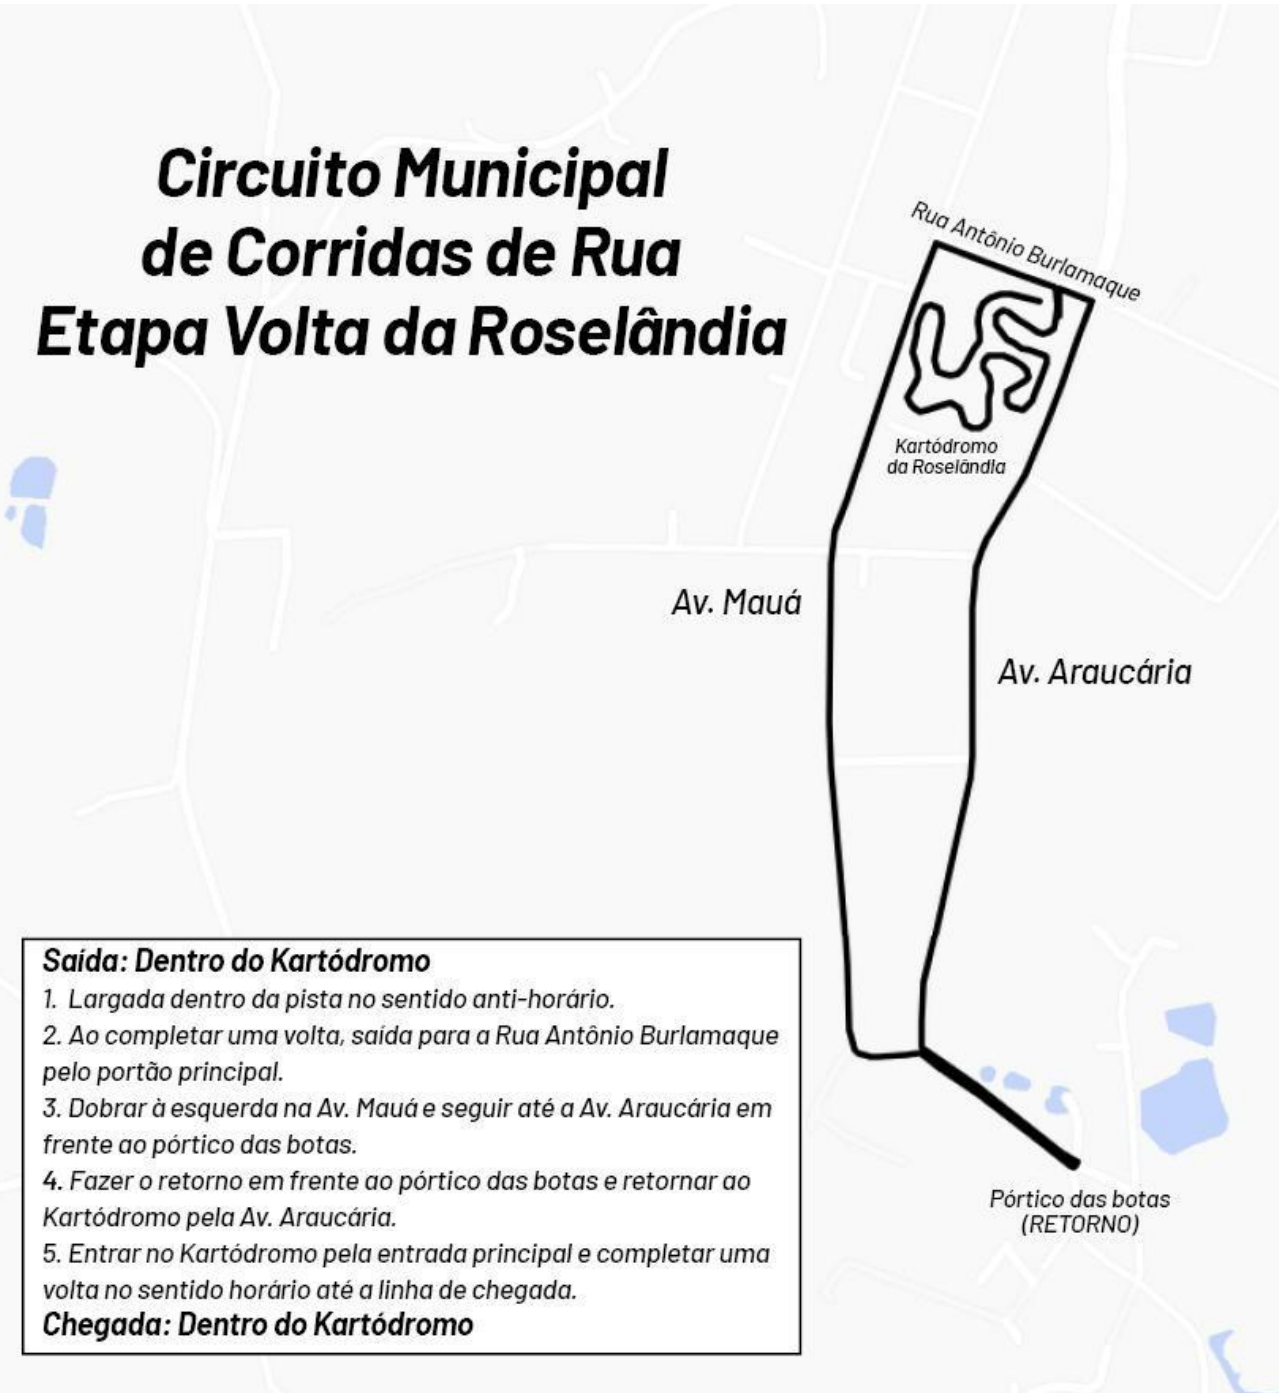 Circuito Municipal
de Corridas de Rua
Etapa Volta da Roselândia
Rua Antônio Burlamaque
Kartódromo
da Roselândia
Av. Mauá
Av. Araucária
Saída: Dentro do Kartódromo
1. Largada dentro da pista no sentido anti-horário.
2. Ao completar uma volta, saída para a Rua Antônio Burlamaque
pelo portão principal.
3. Dobrar à esquerda na Av. Mauá e seguir até a Av. Araucária em
frente ao pórtico das botas.
4. Fazer o retorno em frente ao pórtico das botas e retornar ao
Kartódromo pela Av. Araucária.
5. Entrar no Kartódromo pela entrada principal e completar uma
volta no sentido horário até a linha de chegada.
Chegada: Dentro do Kartódromo
Pórtico das botas
(RETORNO)